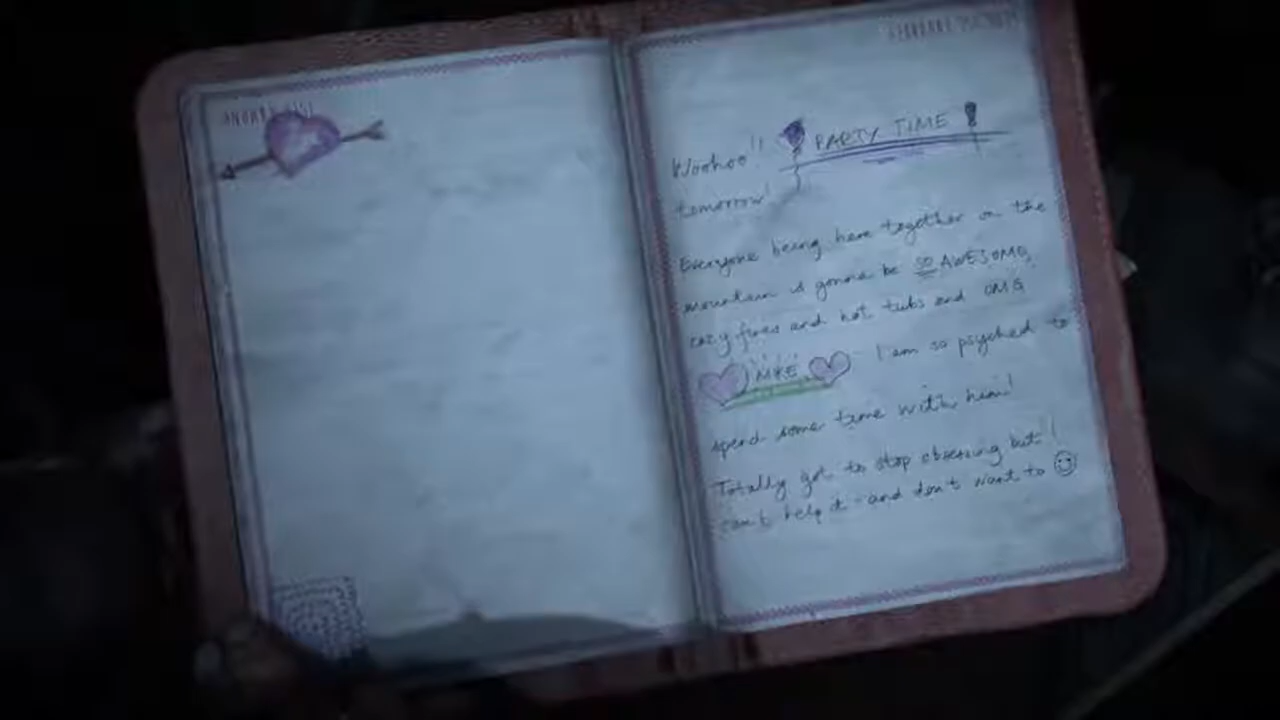 Woohoo!! PARTY TIME!
tomorrow!
Everyone being here together on the
mountain is gonna be SO AWESOME,
cozy fires and hot tubs and OMG
MIKE I am so psyched to
spend some time with him!
Totally got to stop obsessing but I
can't help it - and don't want to